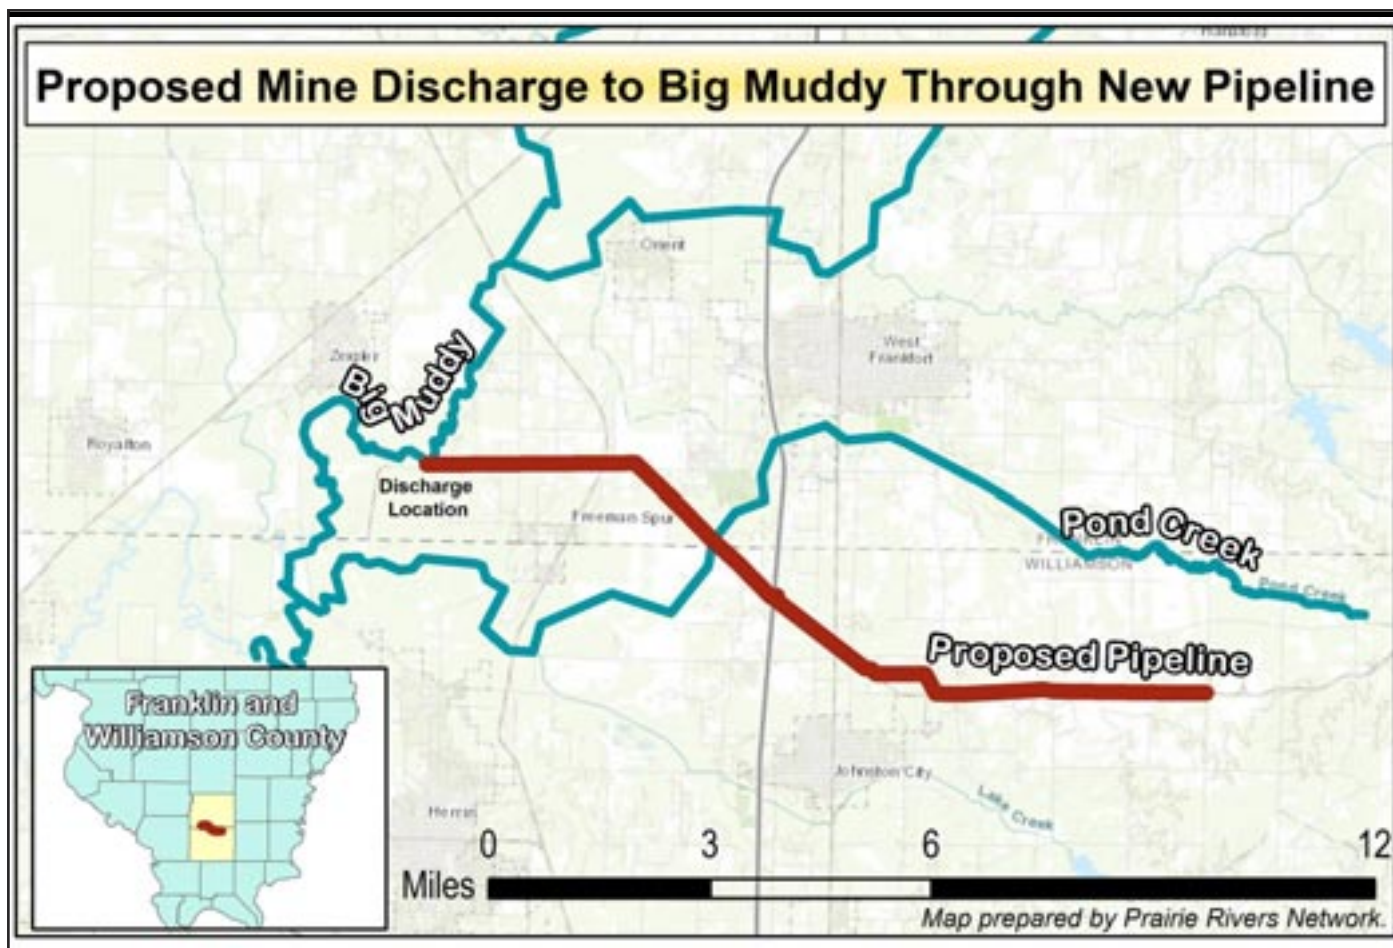 Proposed Mine Discharge to Big Muddy Through New Pipeline
Orient
West
Frankfort
Zeigler
Big
Muddy
Royalton
Discharge
Location
Freeman Spur
Pond Creek
WILLIAMSON
Pond Creek
Proposed Pipeline
Franklin and
Williamson County
Johnston City
Lake Creek
Herrin
0 3 6 12
Miles
Map prepared by Prairie Rivers Network.